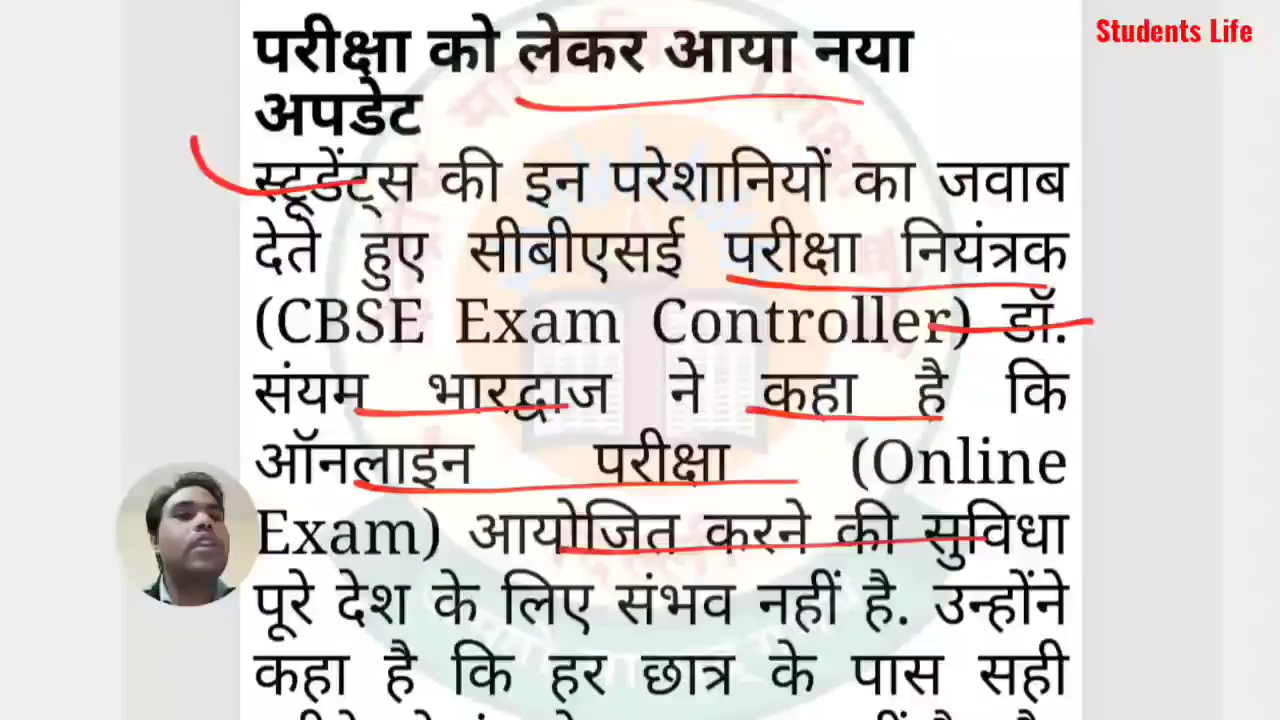 Students Life
परीक्षा को लेकर आया नया
अपडेट
स्टूडेंट्स की इन परेशानियों का जवाब
देते हुए सीबीएसई परीक्षा नियंत्रक
(CBSE Exam Controller) डॉ.
संयम भारद्वाज ने कहा है कि
ऑनलाइन परीक्षा (Online
Exam) आयोजित करने की सुविधा
पूरे देश के लिए संभव नहीं है. उन्होंने
कहा है कि हर छात्र के पास सही